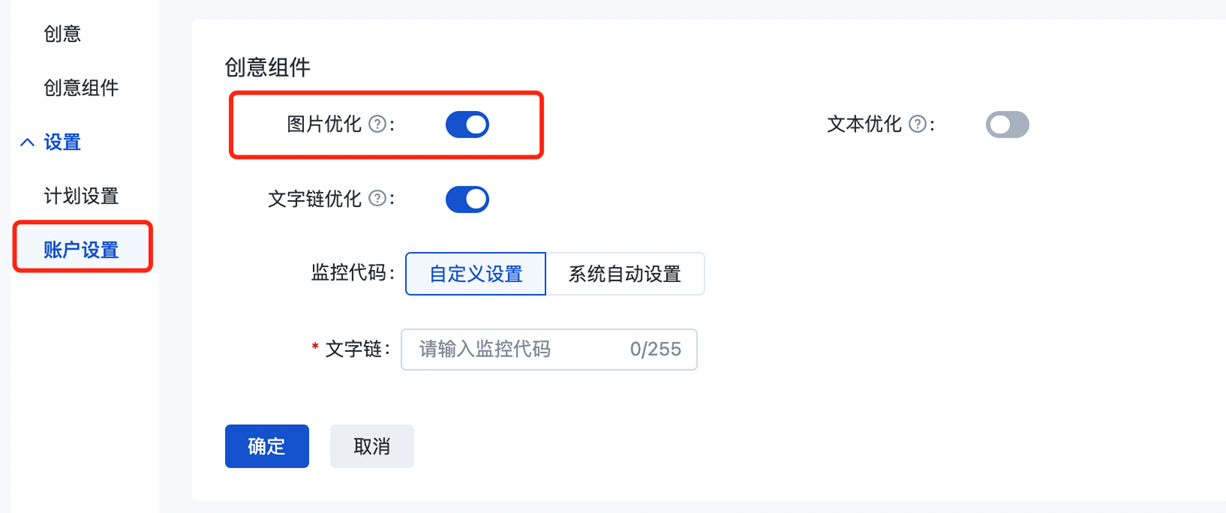 创意
创意组件
设置
计划设置
账户设置
创意组件
图片优化 ? :
文本优化 ? :
文字链优化 ? :
监控代码: 自定义设置 系统自动设置
* 文字链: 请输入监控代码 0/255
确定 取消